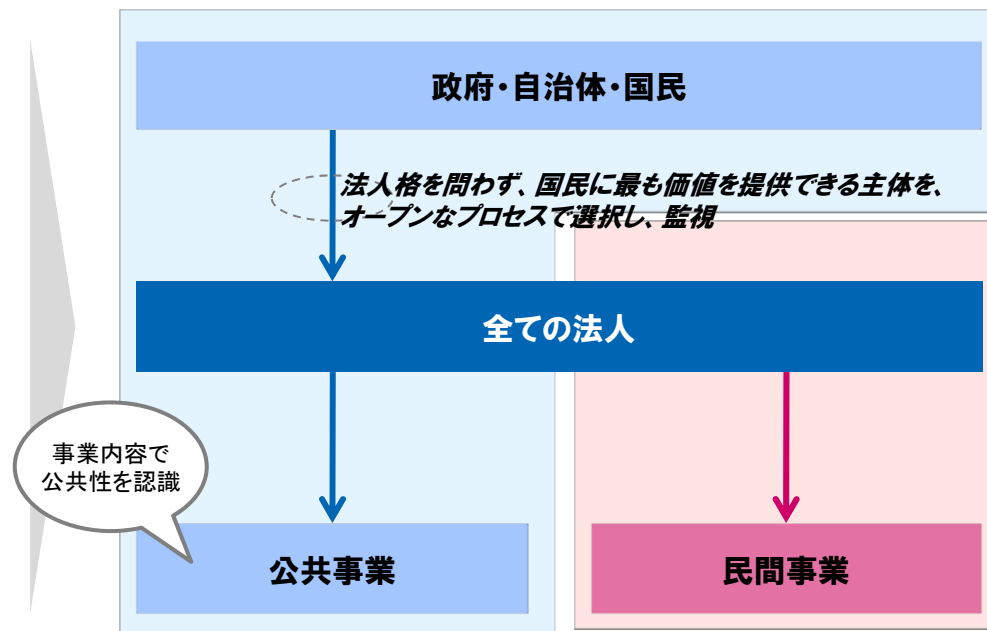 政府・自治体・国民
法人格を問わず、国民に最も価値を提供できる主体を、
オープンなプロセスで選択し、監視
全ての法人
事業内容で
公共性を認識
公共事業
民間事業